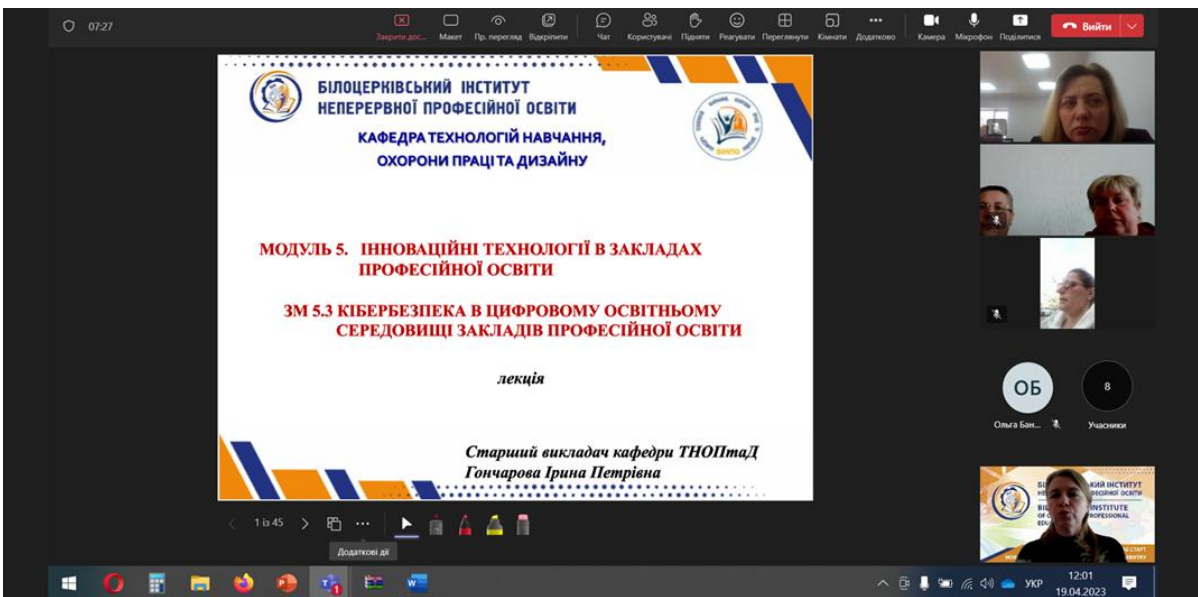 07:27
Закрити дос...
Макет
Пр. перегляд
Відкріпити
Чат
Користувачі
Підняти
Реагувати
Переглянути
Кімнати
Додатково
Камера
Мікрофон
Поділитися
Вийти
БІЛОЦЕРКІВСЬКИЙ ІНСТИТУТ
НЕПЕРЕРВНОЇ ПРОФЕСІЙНОЇ ОСВІТИ
КАФЕДРА ТЕХНОЛОГІЙ НАВЧАННЯ,
ОХОРОНИ ПРАЦІ ТА ДИЗАЙНУ
БІНПО
МОДУЛЬ 5. ІННОВАЦІЙНІ ТЕХНОЛОГІЇ В ЗАКЛАДАХ
ПРОФЕСІЙНОЇ ОСВІТИ
ЗМ 5.3 КІБЕРБЕЗПЕКА В ЦИФРОВОМУ ОСВІТНЬОМУ
СЕРЕДОВИЩІ ЗАКЛАДІВ ПРОФЕСІЙНОЇ ОСВІТИ
лекція
Старший викладач кафедри ТНОПтаД
Гончарова Ірина Петрівна
1 із 45
Додаткові дії
ОБ
8
Ольга Бан...
Учасники
КИЙ ІНСТИТУТ
INSTITUTE
PROFESSIONAL
УКР
12:01
19.04.2023